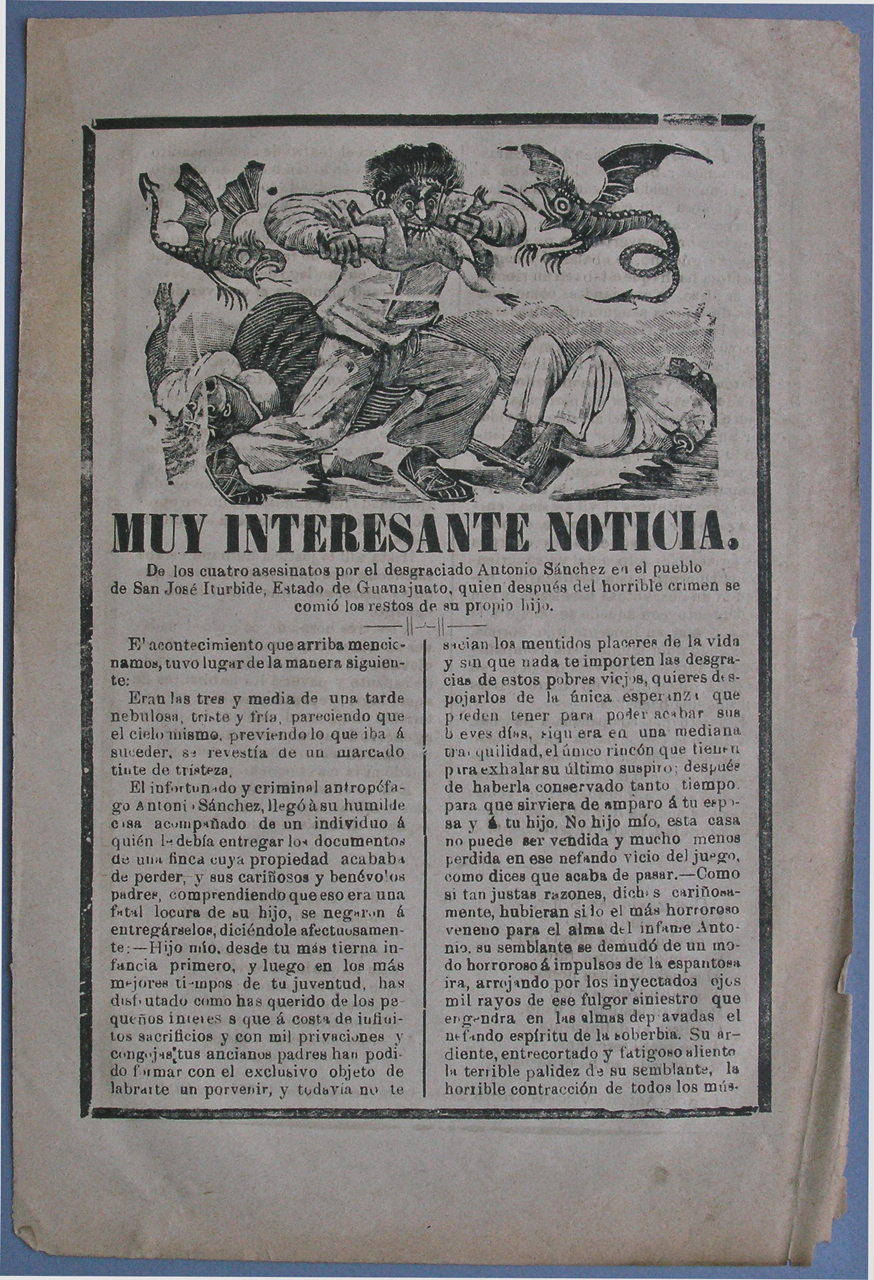 MUY INTERESANTE NOTICIA.
De los cuatro asesinatos por el desgraciado Antonio Sánchez en el pueblo
de San José Iturbide, Estado de Guanajuato, quien después del horrible crimen se
comió los restos de su propio hijo.
E' acontecimiento que arriba mencic-
namos, tuvo lugar de la manera siguien-
te:
Eran las tres y media de una tarde
nebulosa, triste y fría, pareciendo que
el cielo mismo, previendo lo que iba á
suceder, se revestía de un marcado
tinte de tristeza.
El infortunado y criminal antropófa-
go Antoni Sánchez, llegó à su humilde
casa acompañado de un individuo á
quién le debía entregar los documentos
de una finca cuya propiedad acababa
de perder, y sus cariñosos y benévo'os
padres, comprendiendo que eso era una
fatal locura de su hijo, se negaron á
entregárselos, diciéndole afectuosamen-
te:—Hijo mío, desde tu más tierna in-
fancia primero, y luego en los más
mejores tiempos de tu juventud, has
disfrutado como has querido de los pe-
queños intereses que á costa de infini-
tos sacrificios y con mil privaciones y
congojas tus ancianos padres han podi-
do formar con el exclusivo objeto de
labrarte un porvenir, y todavía no te
sacian los mentidos placeres de la vida
y sin que nada te importen las desgra-
cias de estos pobres viejos, quieres des-
pojarlos de la única esperanza que
pueden tener para poder acabar sus
breves días, siquiera en una mediana
tranquilidad, el único rincón que tienen
para exhalar su último suspiro; después
de haberla conservado tanto tiempo
para que sirviera de amparo á tu espo-
sa y á tu hijo. No hijo mío, esta casa
no puede ser vendida y mucho menos
perdida en ese nefando vicio del juego,
como dices que acaba de pasar.—Como
si tan justas razones, dichas cariñosa-
mente, hubieran sido el más horroroso
veneno para el alma del infame Anto-
nio, su semblante se demudó de un mo-
do horroroso á impulsos de la espantosa
ira, arrojando por los inyectados ojos
mil rayos de ese fulgor siniestro que
engendra en las almas depravadas el
nefando espíritu de la soberbia. Su ar-
diente, entrecortado y fatigoso aliento
la terrible palidez de su semblante, la
horrible contracción de todos los mús-